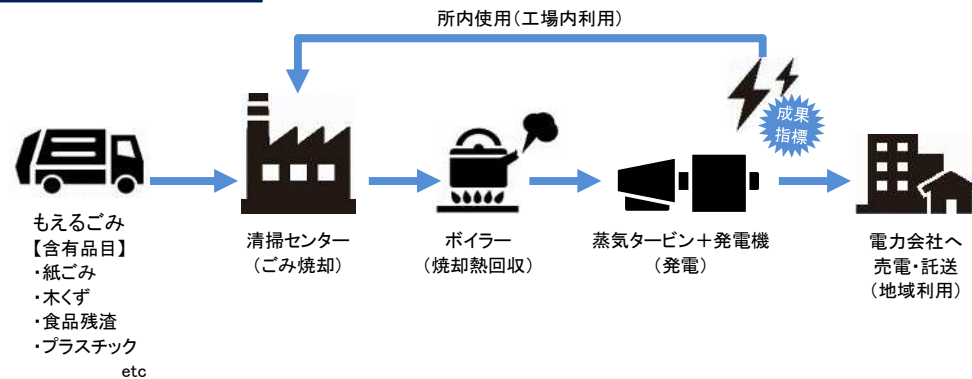 所内使用(工場内利用)
成果
指標
もえるごみ
【含有品目】
・紙ごみ
・木くず
・食品残渣
・プラスチック
etc
清掃センター
(ごみ焼却)
ボイラー
(焼却熱回収)
蒸気タービン+発電機
(発電)
電力会社へ
売電・託送
(地域利用)